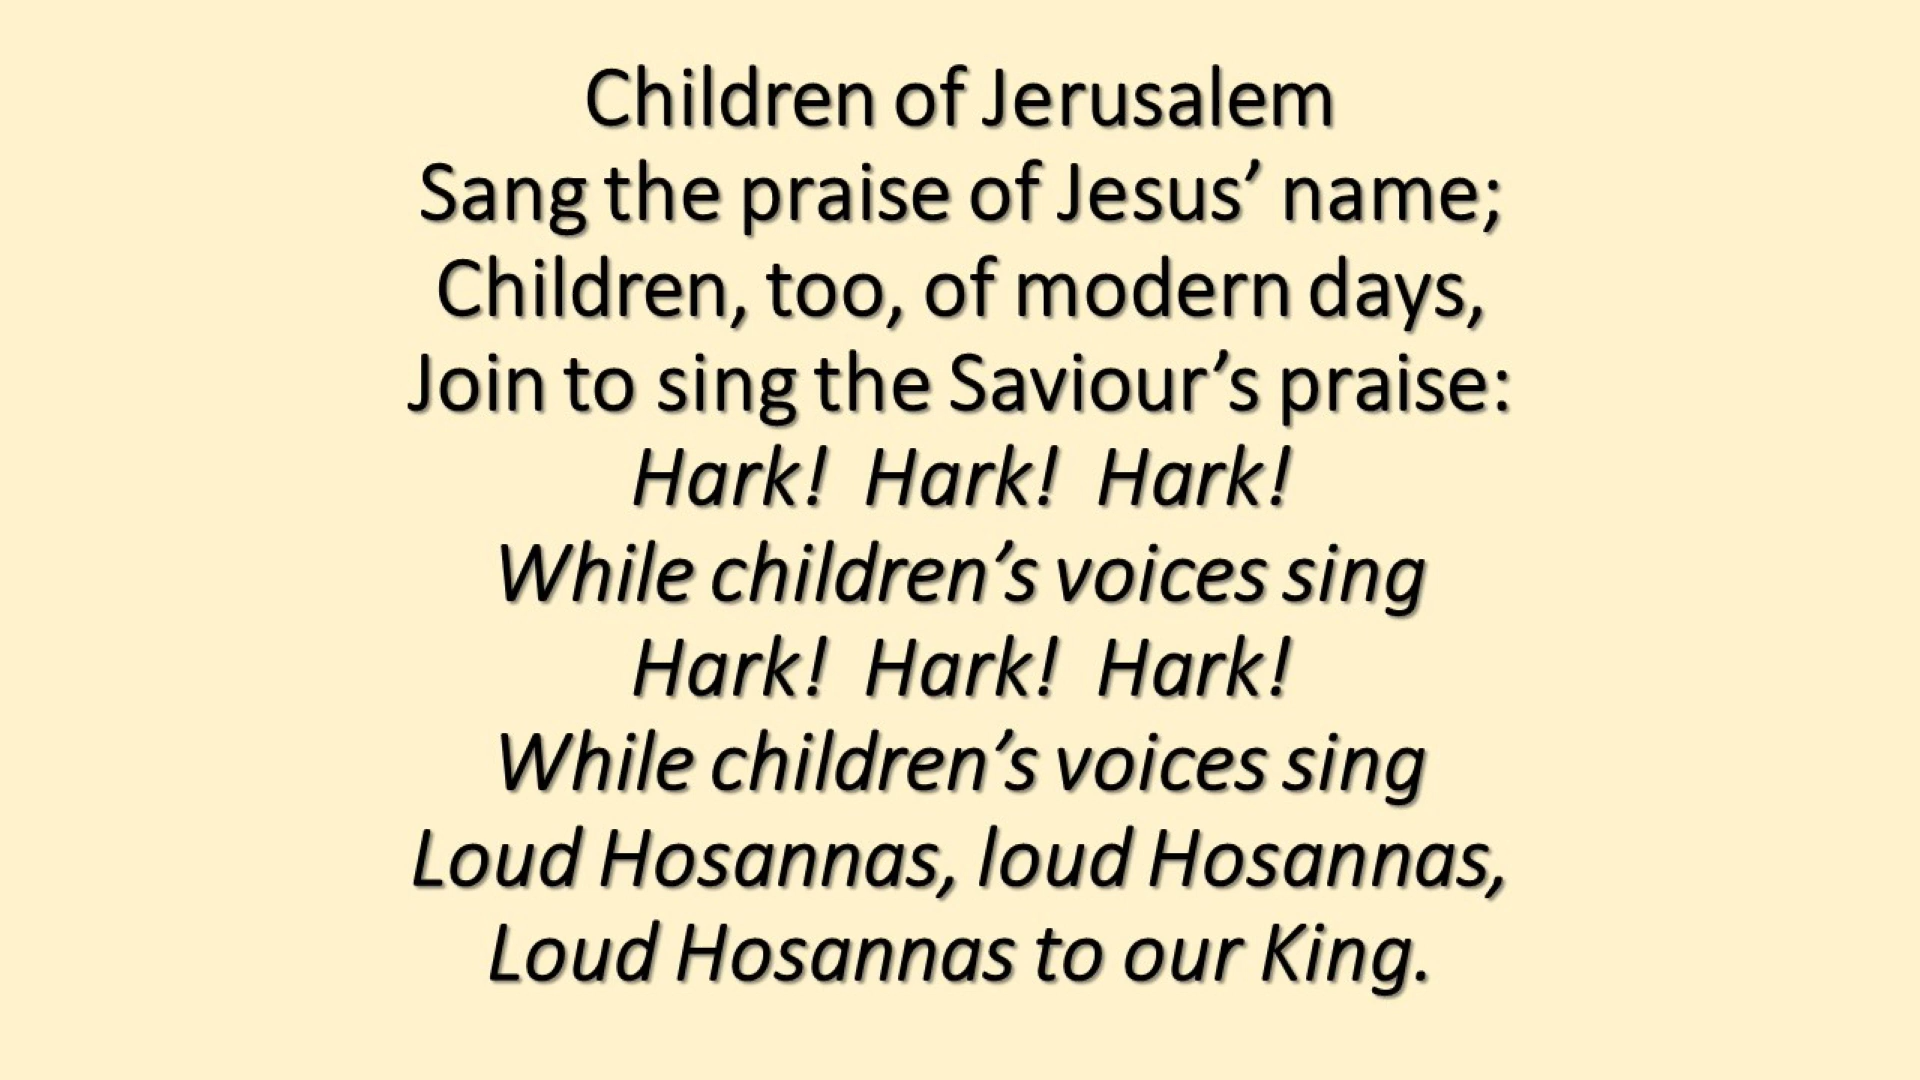 Children of Jerusalem
Sang the praise of Jesus’ name;
Children, too, of modern days,
Join to sing the Saviour’s praise:
Hark!  Hark!  Hark!
While children’s voices sing
Hark!  Hark!  Hark!
While children’s voices sing
Loud Hosannas, loud Hosannas,
Loud Hosannas to our King.